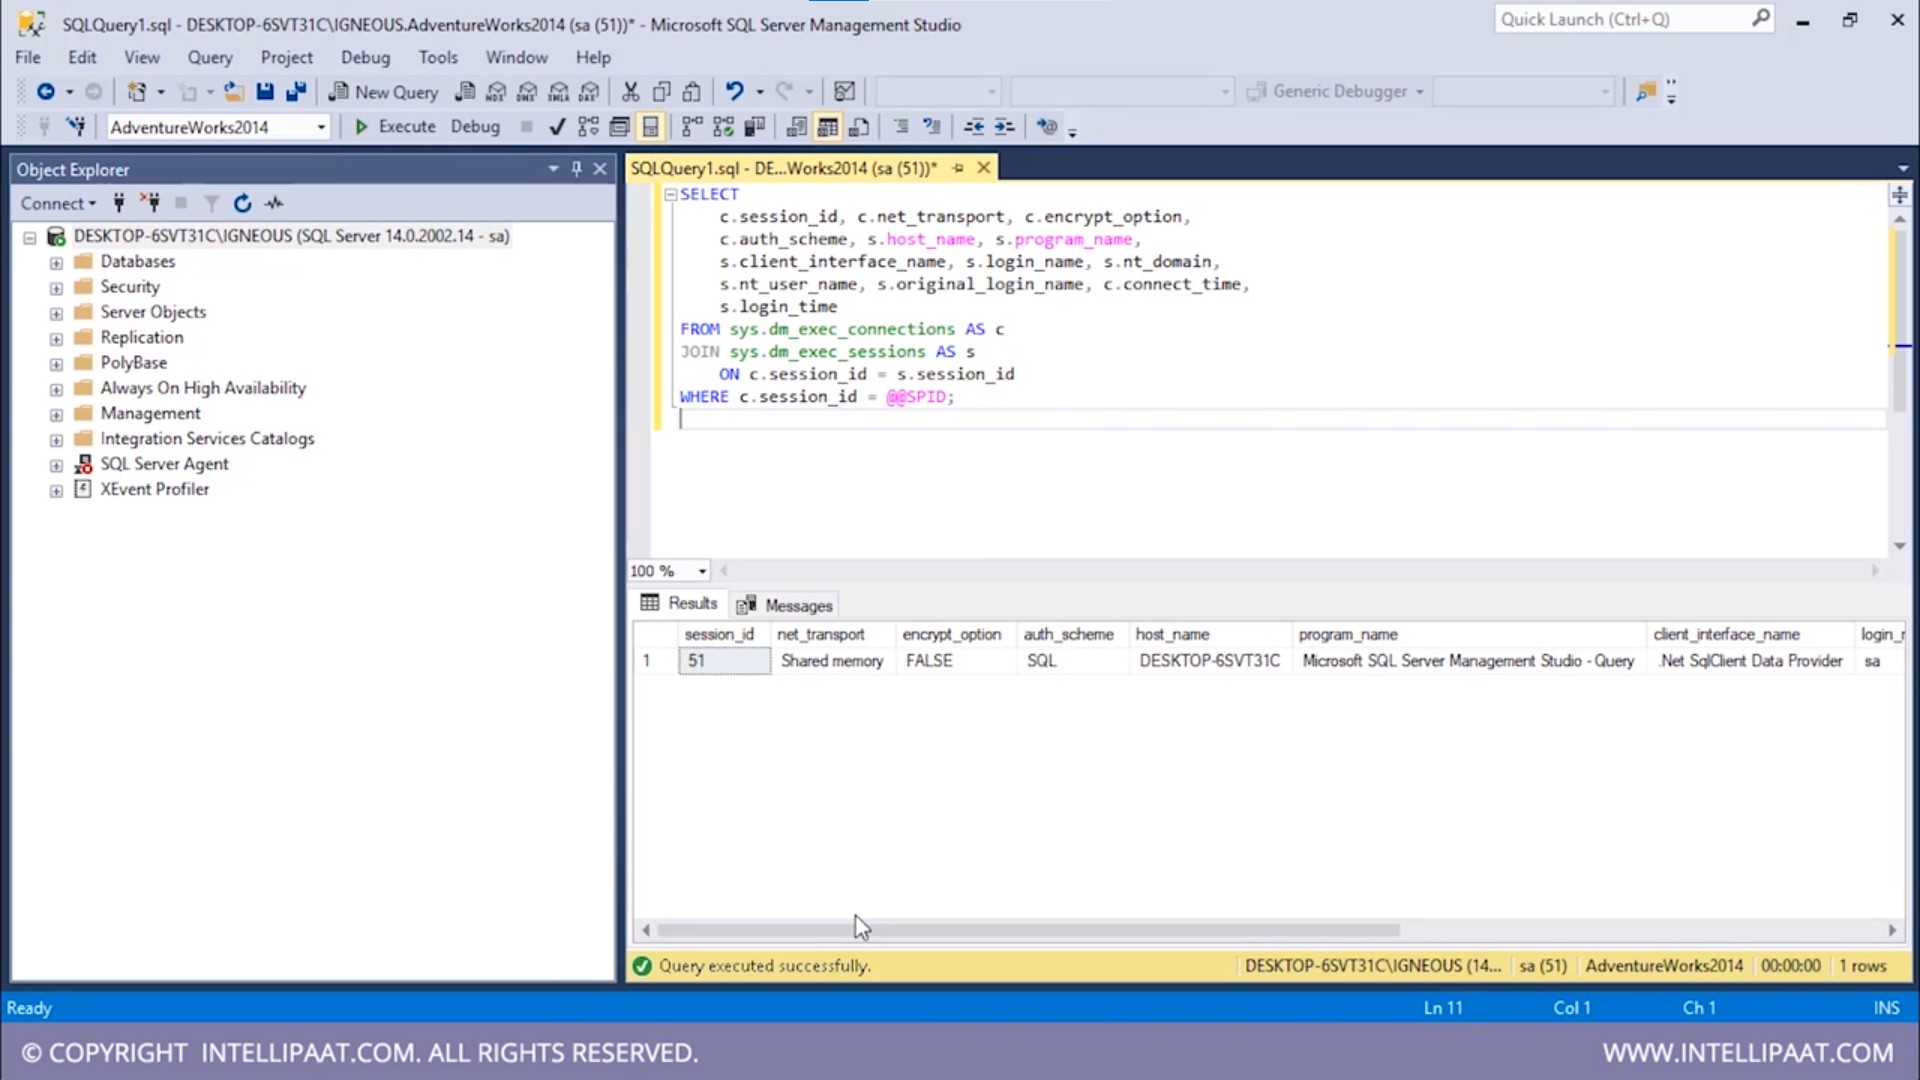 SQLQuery1.sql - DESKTOP-6SVT31C\IGNEOUS.AdventureWorks2014 (sa (51))* - Microsoft SQL Server Management Studio
Quick Launch (Ctrl+Q)
File Edit View Query Project Debug Tools Window Help
New Query
MDX DMX XMLA DAX
Generic Debugger
AdventureWorks2014
Execute Debug
Object Explorer
Connect
DESKTOP-6SVT31C\IGNEOUS (SQL Server 14.0.2002.14 - sa)
Databases
Security
Server Objects
Replication
PolyBase
Always On High Availability
Management
Integration Services Catalogs
SQL Server Agent
XEvent Profiler
SQLQuery1.sql - DE...Works2014 (sa (51))*
SELECT
c.session_id, c.net_transport, c.encrypt_option,
c.auth_scheme, s.host_name, s.program_name,
s.client_interface_name, s.login_name, s.nt_domain,
s.nt_user_name, s.original_login_name, c.connect_time,
s.login_time
FROM sys.dm_exec_connections AS c
JOIN sys.dm_exec_sessions AS s
ON c.session_id = s.session_id
WHERE c.session_id = @@SPID;
100 %
Results Messages
session_id net_transport encrypt_option auth_scheme host_name program_name client_interface_name login_r
1 51 Shared memory FALSE SQL DESKTOP-6SVT31C Microsoft SQL Server Management Studio - Query .Net SqlClient Data Provider sa
Query executed successfully. DESKTOP-6SVT31C\IGNEOUS (14... sa (51) AdventureWorks2014 00:00:00 1 rows
Ready Ln 11 Col 1 Ch 1 INS
© COPYRIGHT INTELLIPAAT.COM. ALL RIGHTS RESERVED. WWW.INTELLIPAAT.COM